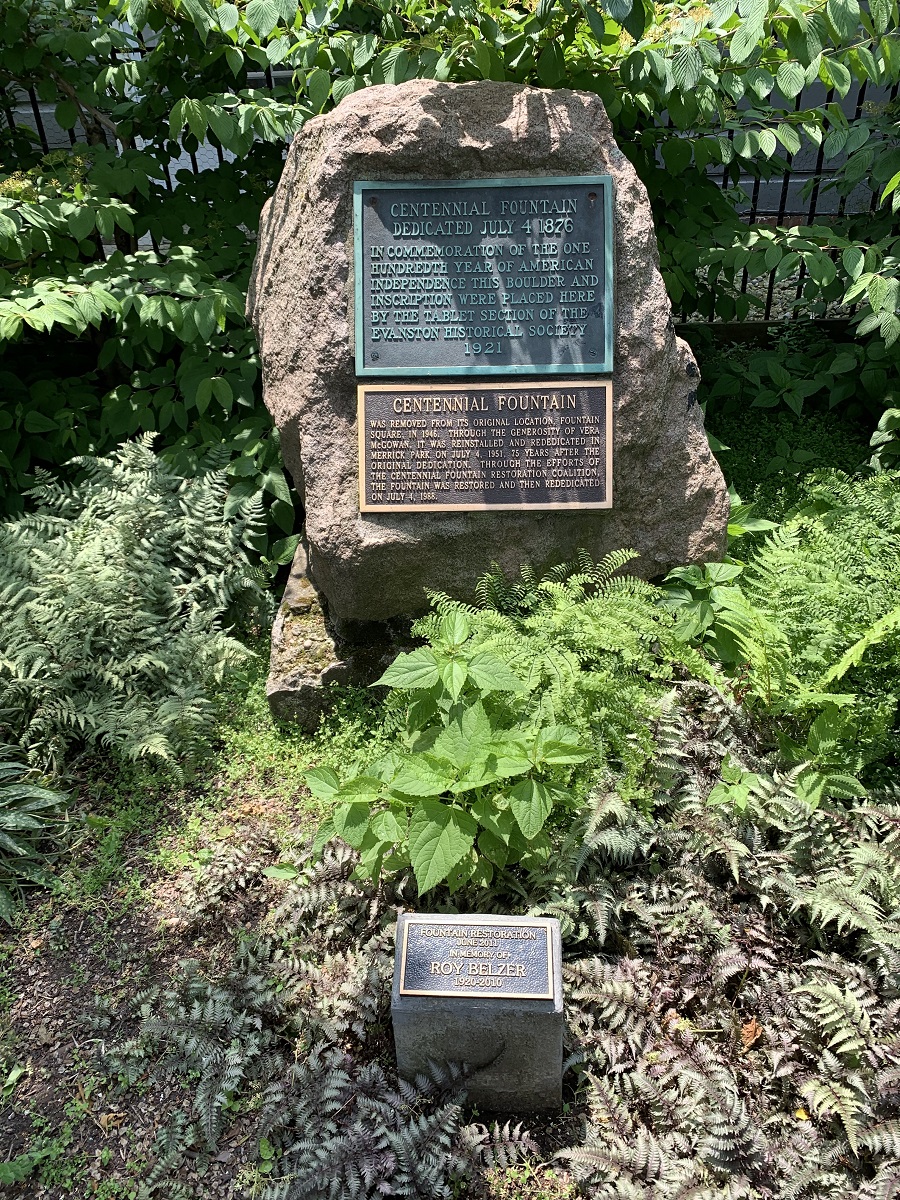 CENTENNIAL FOUNTAIN
DEDICATED JULY 4 1876
IN COMMEMORATION OF THE ONE
HUNDREDTH YEAR OF AMERICAN
INDEPENDENCE THIS BOULDER AND
INSCRIPTION WERE PLACED HERE
BY THE TABLET SECTION OF THE
EVANSTON HISTORICAL SOCIETY
1921
CENTENNIAL FOUNTAIN
WAS REMOVED FROM ITS ORIGINAL LOCATION, FOUNTAIN
SQUARE, IN 1946. THROUGH THE GENEROSITY OF VERA
McGOWAN, IT WAS REINSTALLED AND REDEDICATED IN
MERRICK PARK ON JULY 4, 1951, 75 YEARS AFTER THE
ORIGINAL DEDICATION. THROUGH THE EFFORTS OF
THE CENTENNIAL FOUNTAIN RESTORATION COALITION,
THE FOUNTAIN WAS RESTORED AND THEN REDEDICATED
ON JULY 4, 1988.
FOUNTAIN RESTORATION
JUNE 2011
IN MEMORY OF
ROY BELZER
1920-2010